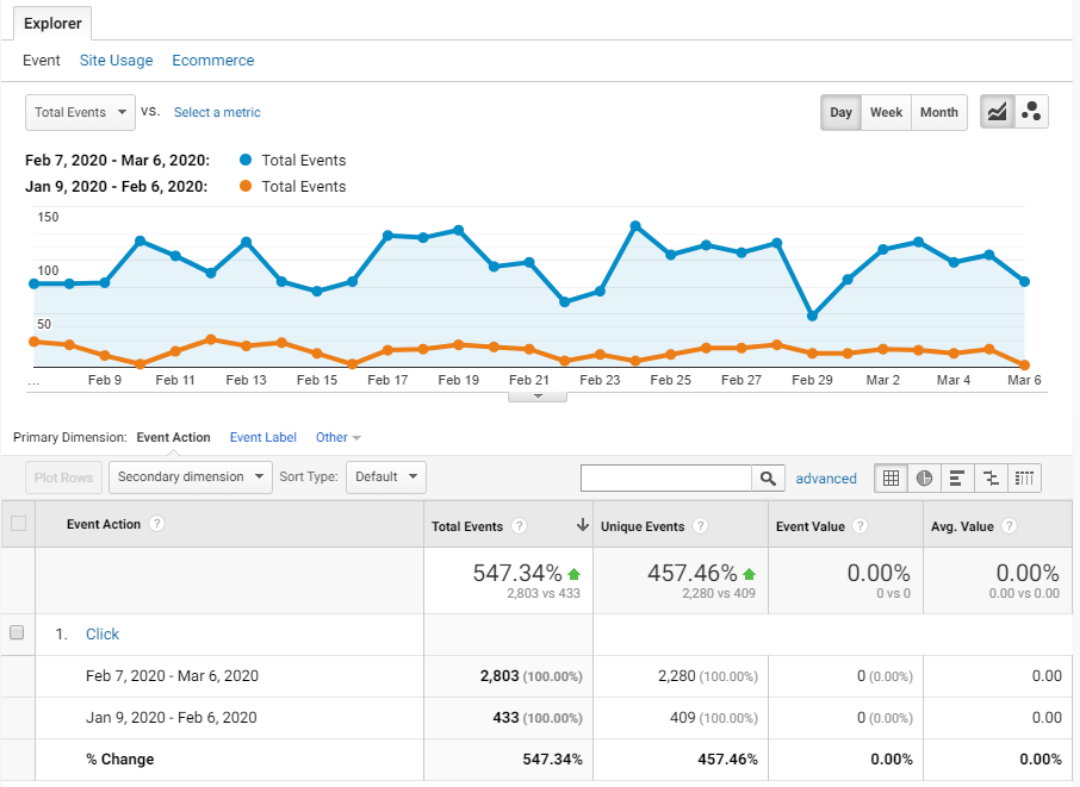 Explorer
Event Site Usage Ecommerce
Total Events VS. Select a metric Day Week Month
Feb 7, 2020 - Mar 6, 2020: Total Events
Jan 9, 2020 - Feb 6, 2020: Total Events
150
100
50
... Feb 9 Feb 11 Feb 13 Feb 15 Feb 17 Feb 19 Feb 21 Feb 23 Feb 25 Feb 27 Feb 29 Mar 2 Mar 4 Mar 6
Primary Dimension: Event Action Event Label Other
Plot Rows Secondary dimension Sort Type: Default advanced
Event Action ? Total Events ? Unique Events ? Event Value ? Avg. Value ?
547.34% 457.46% 0.00% 0.00%
2,803 vs 433 2,280 vs 409 0 vs 0 0.00 vs 0.00
1. Click
Feb 7, 2020 - Mar 6, 2020 2,803 (100.00%) 2,280 (100.00%) 0 (0.00%) 0.00
Jan 9, 2020 - Feb 6, 2020 433 (100.00%) 409 (100.00%) 0 (0.00%) 0.00
% Change 547.34% 457.46% 0.00% 0.00%